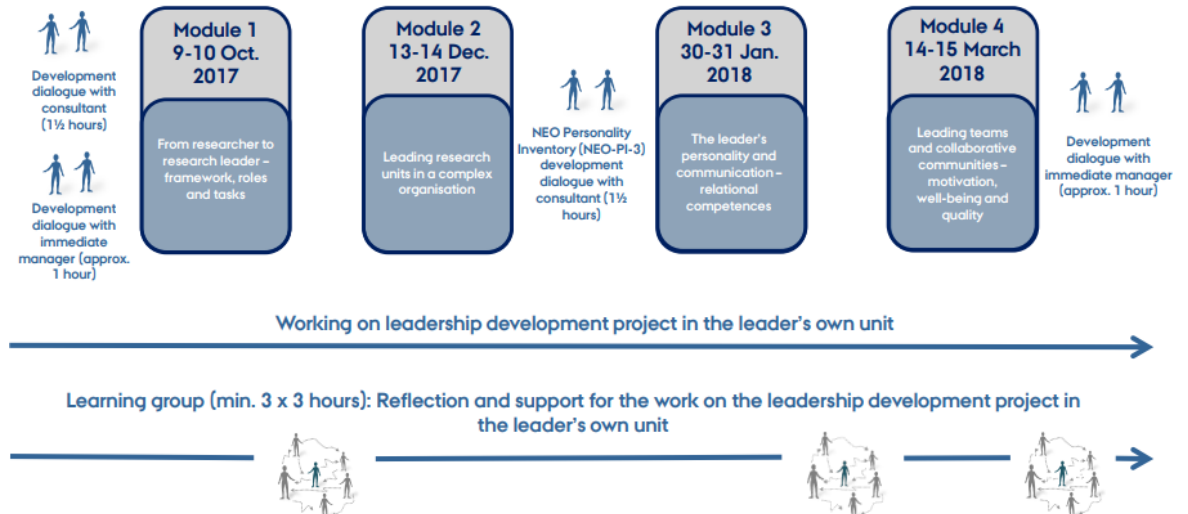 Development
dialogue with
consultant
(1½ hours)
Development
dialogue with
immediate
manager (approx.
1 hour)
Module 1
9-10 Oct.
2017
From researcher to
research leader –
framework, roles
and tasks
Module 2
13-14 Dec.
2017
Leading research
units in a complex
organisation
NEO Personality
Inventory (NEO-PI-3)
development
dialogue with
consultant (1½
hours)
Module 3
30-31 Jan.
2018
The leader's
personality and
communication –
relational
competences
Module 4
14-15 March
2018
Leading teams
and collaborative
communities –
motivation,
well-being and
quality
Development
dialogue with
immediate manager
(approx. 1 hour)
Working on leadership development project in the leader's own unit
Learning group (min. 3 x 3 hours): Reflection and support for the work on the leadership development project in
the leader's own unit